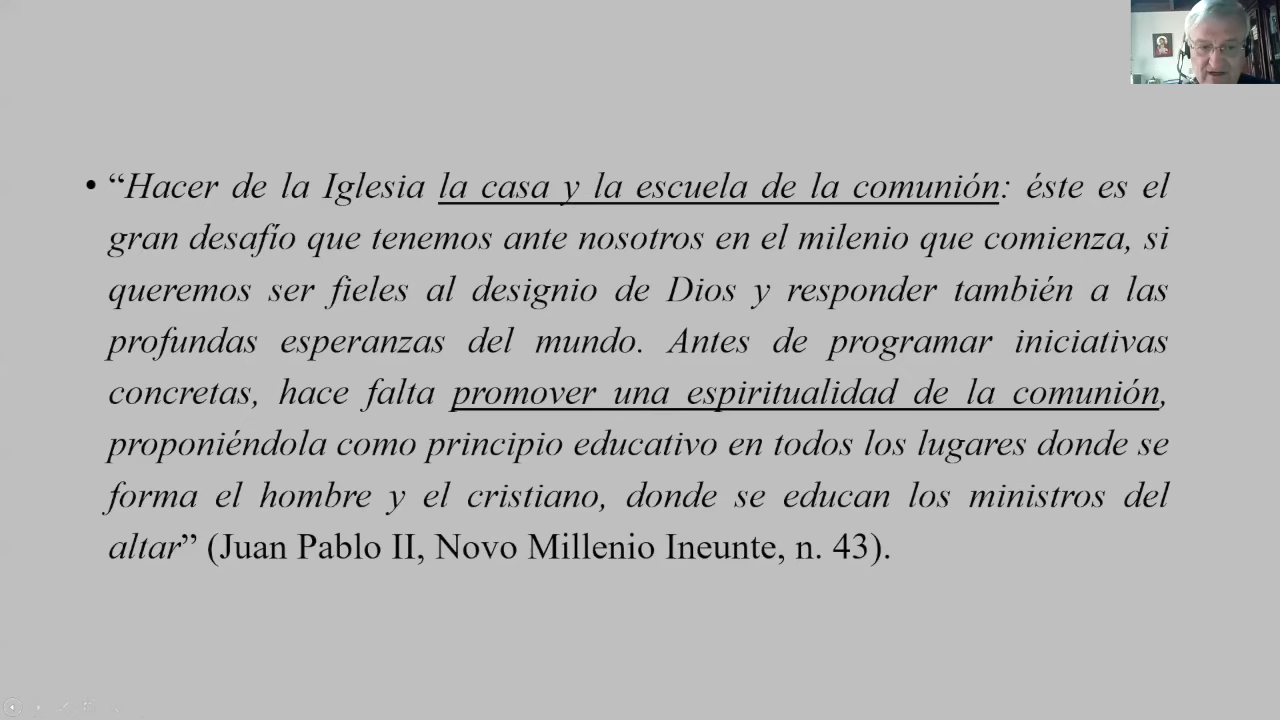 • “Hacer de la Iglesia la casa y la escuela de la comunión: éste es el
gran desafío que tenemos ante nosotros en el milenio que comienza, si
queremos ser fieles al designio de Dios y responder también a las
profundas esperanzas del mundo. Antes de programar iniciativas
concretas, hace falta promover una espiritualidad de la comunión,
proponiéndola como principio educativo en todos los lugares donde se
forma el hombre y el cristiano, donde se educan los ministros del
altar” (Juan Pablo II, Novo Millenio Ineunte, n. 43).